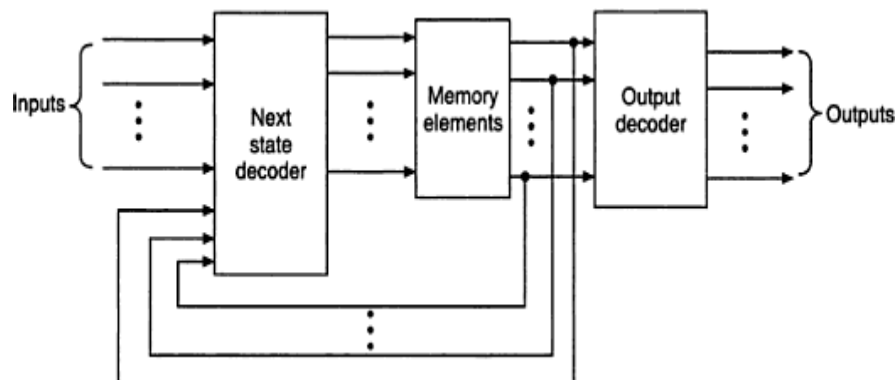 Inputs
Next
state
decoder
Memory
elements
Output
decoder
Outputs